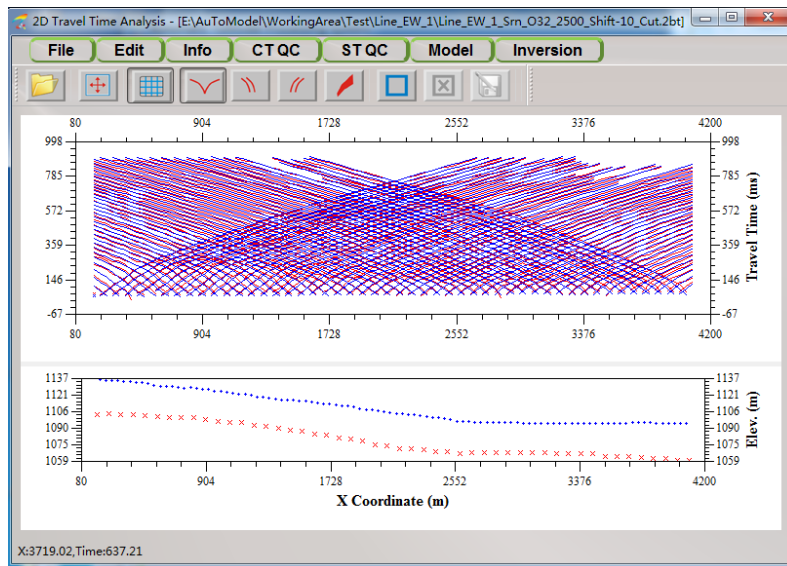 2D Travel Time Analysis - [E:\AuToModel\WorkingArea\Test\Line_EW_1\Line_EW_1_Srn_O32_2500_Shift-10_Cut.2bt]
File Edit Info CT QC ST QC Model Inversion
80 904 1728 2552 3376 4200
998 998
785 785
572 572
359 359
146 146
-67 -67
Travel Time (ms)
80 904 1728 2552 3376 4200
1137 1137
1121 1121
1106 1106
1090 1090
1075 1075
1059 1059
Elev. (m)
80 904 1728 2552 3376 4200
X Coordinate (m)
X:3719.02,Time:637.21